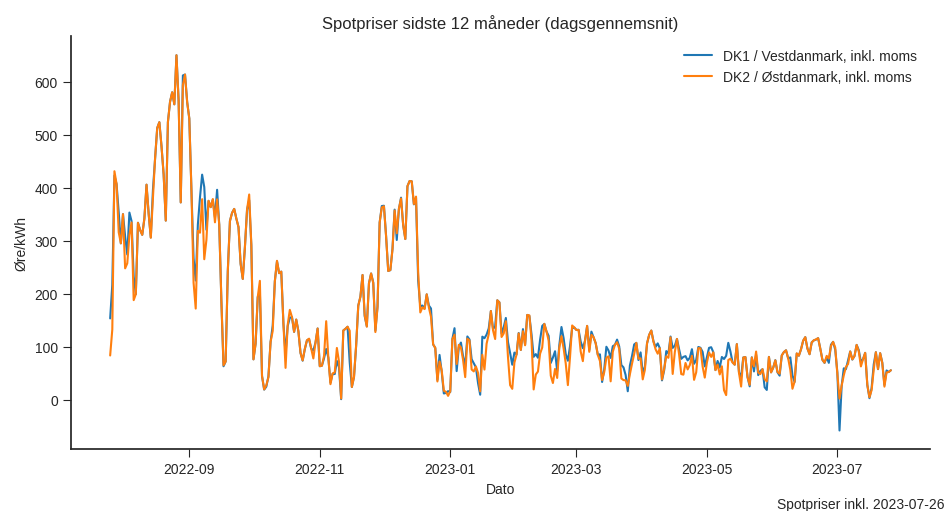 Spotpriser sidste 12 måneder (dagsgennemsnit)
DK1 / Vestdanmark, inkl. moms
DK2 / Østdanmark, inkl. moms
Øre/kWh
600
500
400
300
200
100
0
2022-09
2022-11
2023-01
2023-03
2023-05
2023-07
Dato
Spotpriser inkl. 2023-07-26